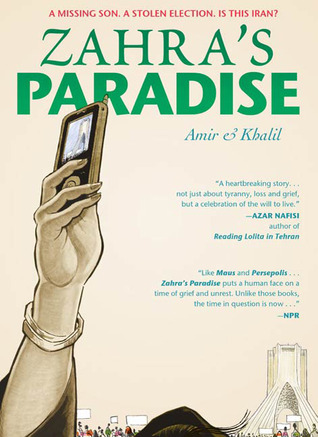 A MISSING SON. A STOLEN ELECTION. IS THIS IRAN?
ZAHRA'S
PARADISE
Amir & Khalil
“A heartbreaking story. . .
not just about tyranny, loss and grief,
but a celebration of the will to live.”
—AZAR NAFISI
author of
Reading Lolita in Tehran
“Like Maus and Persepolis . . .
Zahra’s Paradise puts a human face on a
time of grief and unrest. Unlike those books,
the time in question is now . . .”
—NPR